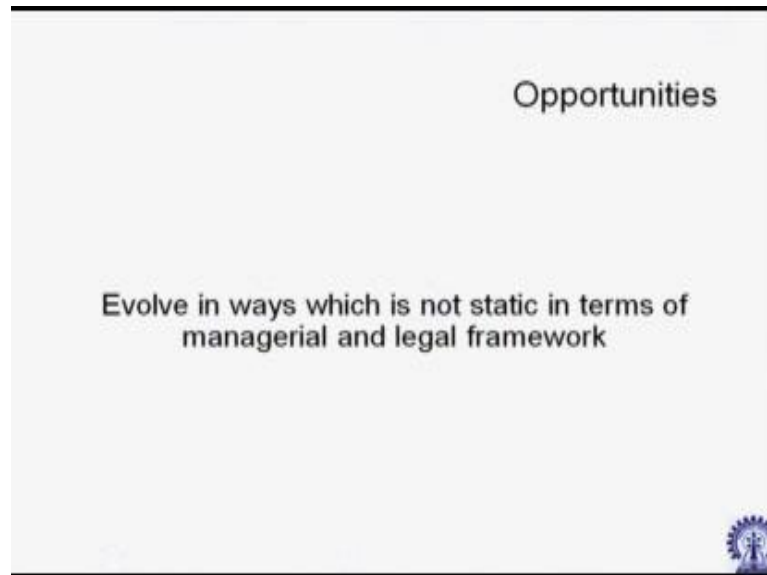 Opportunities
Evolve in ways which is not static in terms of
managerial and legal framework